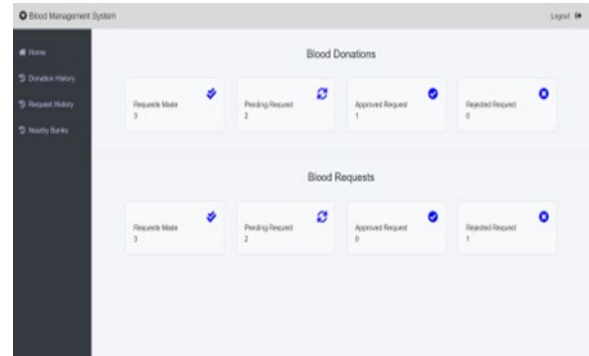 Blood Management System
Logout
Home
Donation History
Request History
Nearby Banks
Blood Donations
Requests Made
3
Pending Request
2
Approved Request
1
Rejected Request
0
Blood Requests
Requests Made
3
Pending Request
2
Approved Request
0
Rejected Request
1